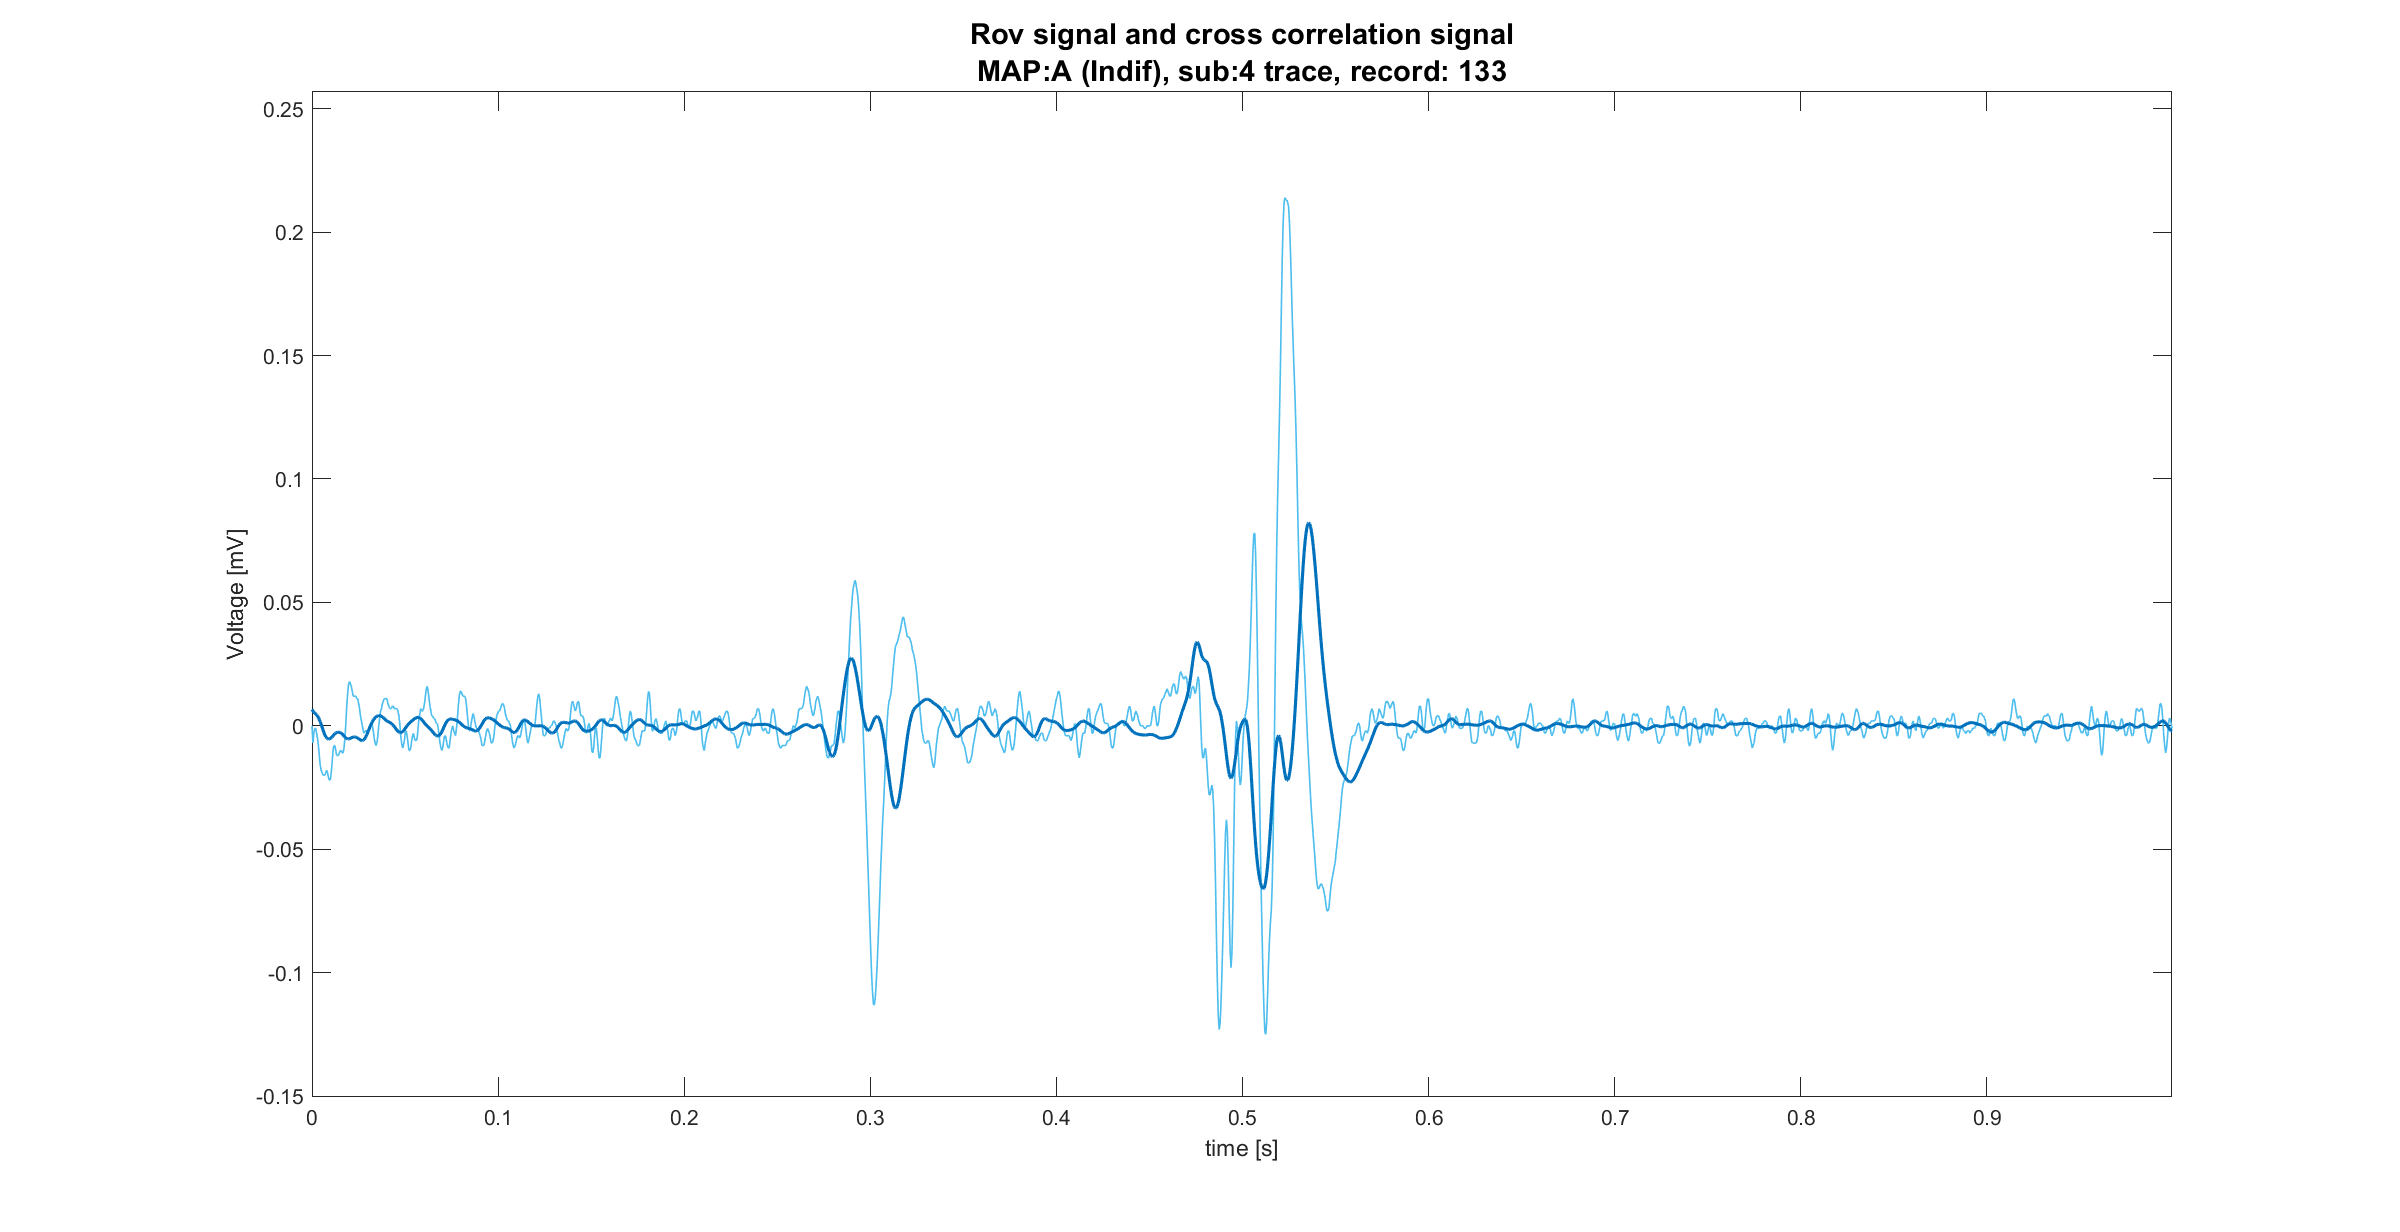 Rov signal and cross correlation signal
MAP:A (Indif), sub:4 trace, record: 133
0.25
0.2
0.15
0.1
0.05
0
-0.05
-0.1
-0.15
Voltage [mV]
0 0.1 0.2 0.3 0.4 0.5 0.6 0.7 0.8 0.9
time [s]